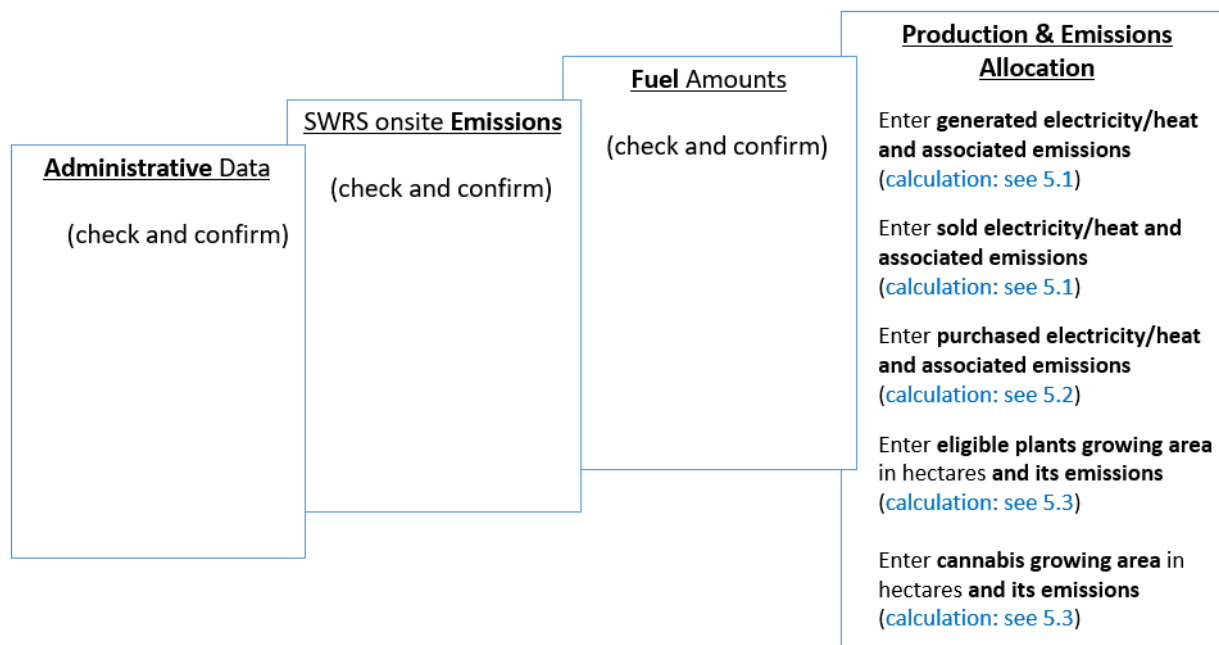 Administrative Data
(check and confirm)
SWRS onsite Emissions
(check and confirm)
Fuel Amounts
(check and confirm)
Production & Emissions
Allocation
Enter generated electricity/heat
and associated emissions
(calculation: see 5.1)
Enter sold electricity/heat and
associated emissions
(calculation: see 5.1)
Enter purchased electricity/heat
and associated emissions
(calculation: see 5.2)
Enter eligible plants growing area
in hectares and its emissions
(calculation: see 5.3)
Enter cannabis growing area in
hectares and its emissions
(calculation: see 5.3)